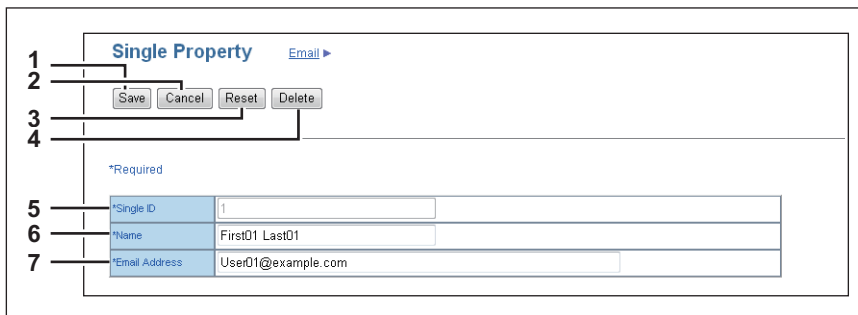 Single Property Email ►
1
2
Save Cancel Reset Delete
3
4
*Required
5 *Single ID 1
6 *Name First01 Last01
7 *Email Address User01@example.com